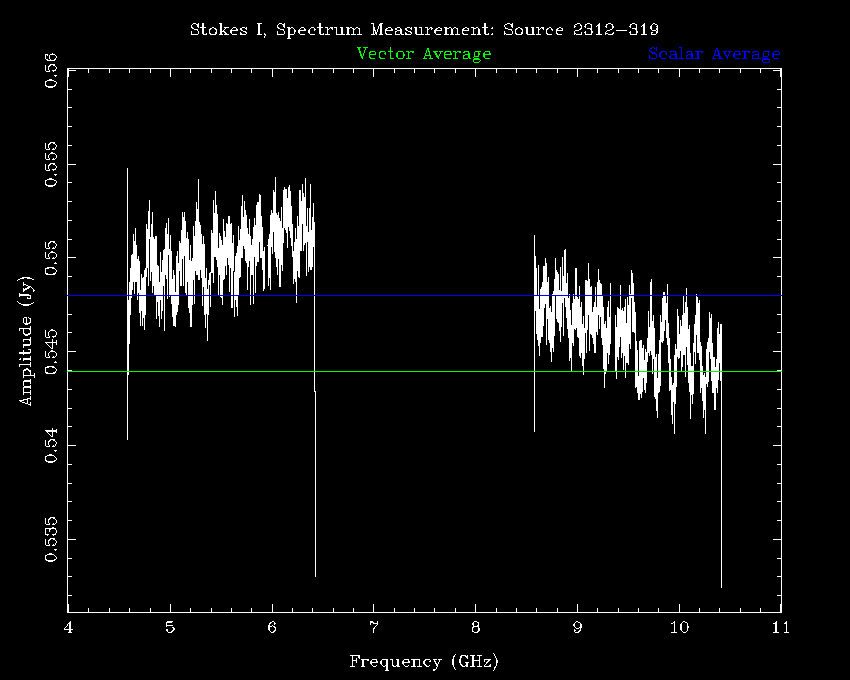 Stokes I, Spectrum Measurement: Source 2312−319
Vector Average Scalar Average
0.56
0.555
0.55
0.545
0.54
0.535
Amplitude (Jy)
4 5 6 7 8 9 10 11
Frequency (GHz)